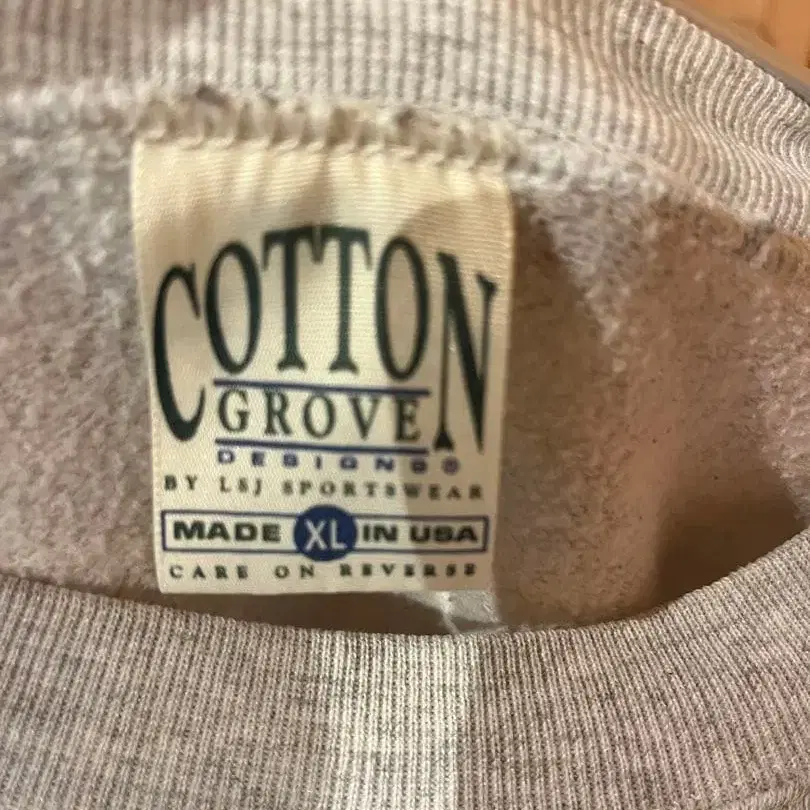 COTTON
GROVE
DESIGNS®
BY LSJ SPORTSWEAR
MADE XL IN USA
CARE ON REVERSE